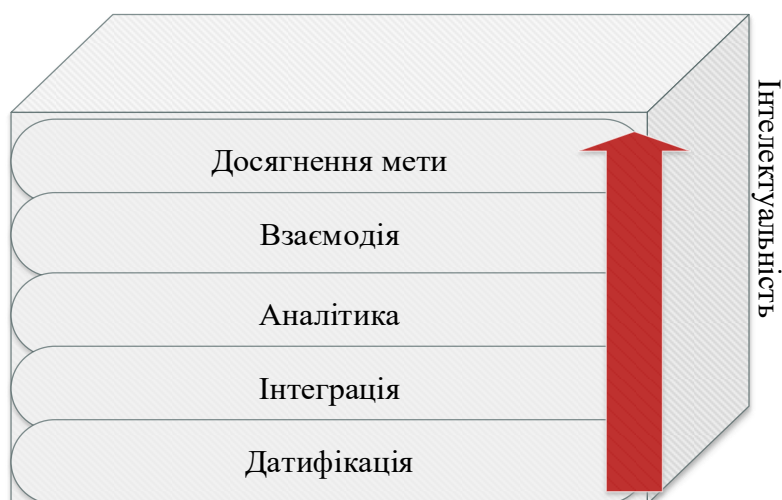 Досягнення мети
Взаємодія
Аналітика
Інтеграція
Датифікація
Інтелектуальність